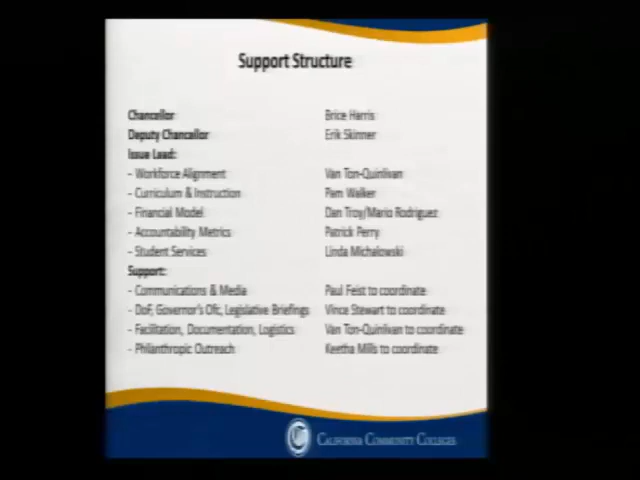 Support Structure
Chancellor Brice Harris
Deputy Chancellor Erik Skinner
Issue Lead:
- Workforce Alignment Van Ton-Quinlivan
- Curriculum & Instruction Pam Walker
- Financial Model Dan Troy/Mario Rodriguez
- Accountability Metrics Patrick Perry
- Student Services Linda Michalowski
Support:
- Communications & Media Paul Feist to coordinate
- DoF, Governor's Ofc, Legislative Briefings Vince Stewart to coordinate
- Facilitation, Documentation, Logistics Van Ton-Quinlivan to coordinate
- Philanthropic Outreach Keetha Mills to coordinate
CALIFORNIA COMMUNITY COLLEGES